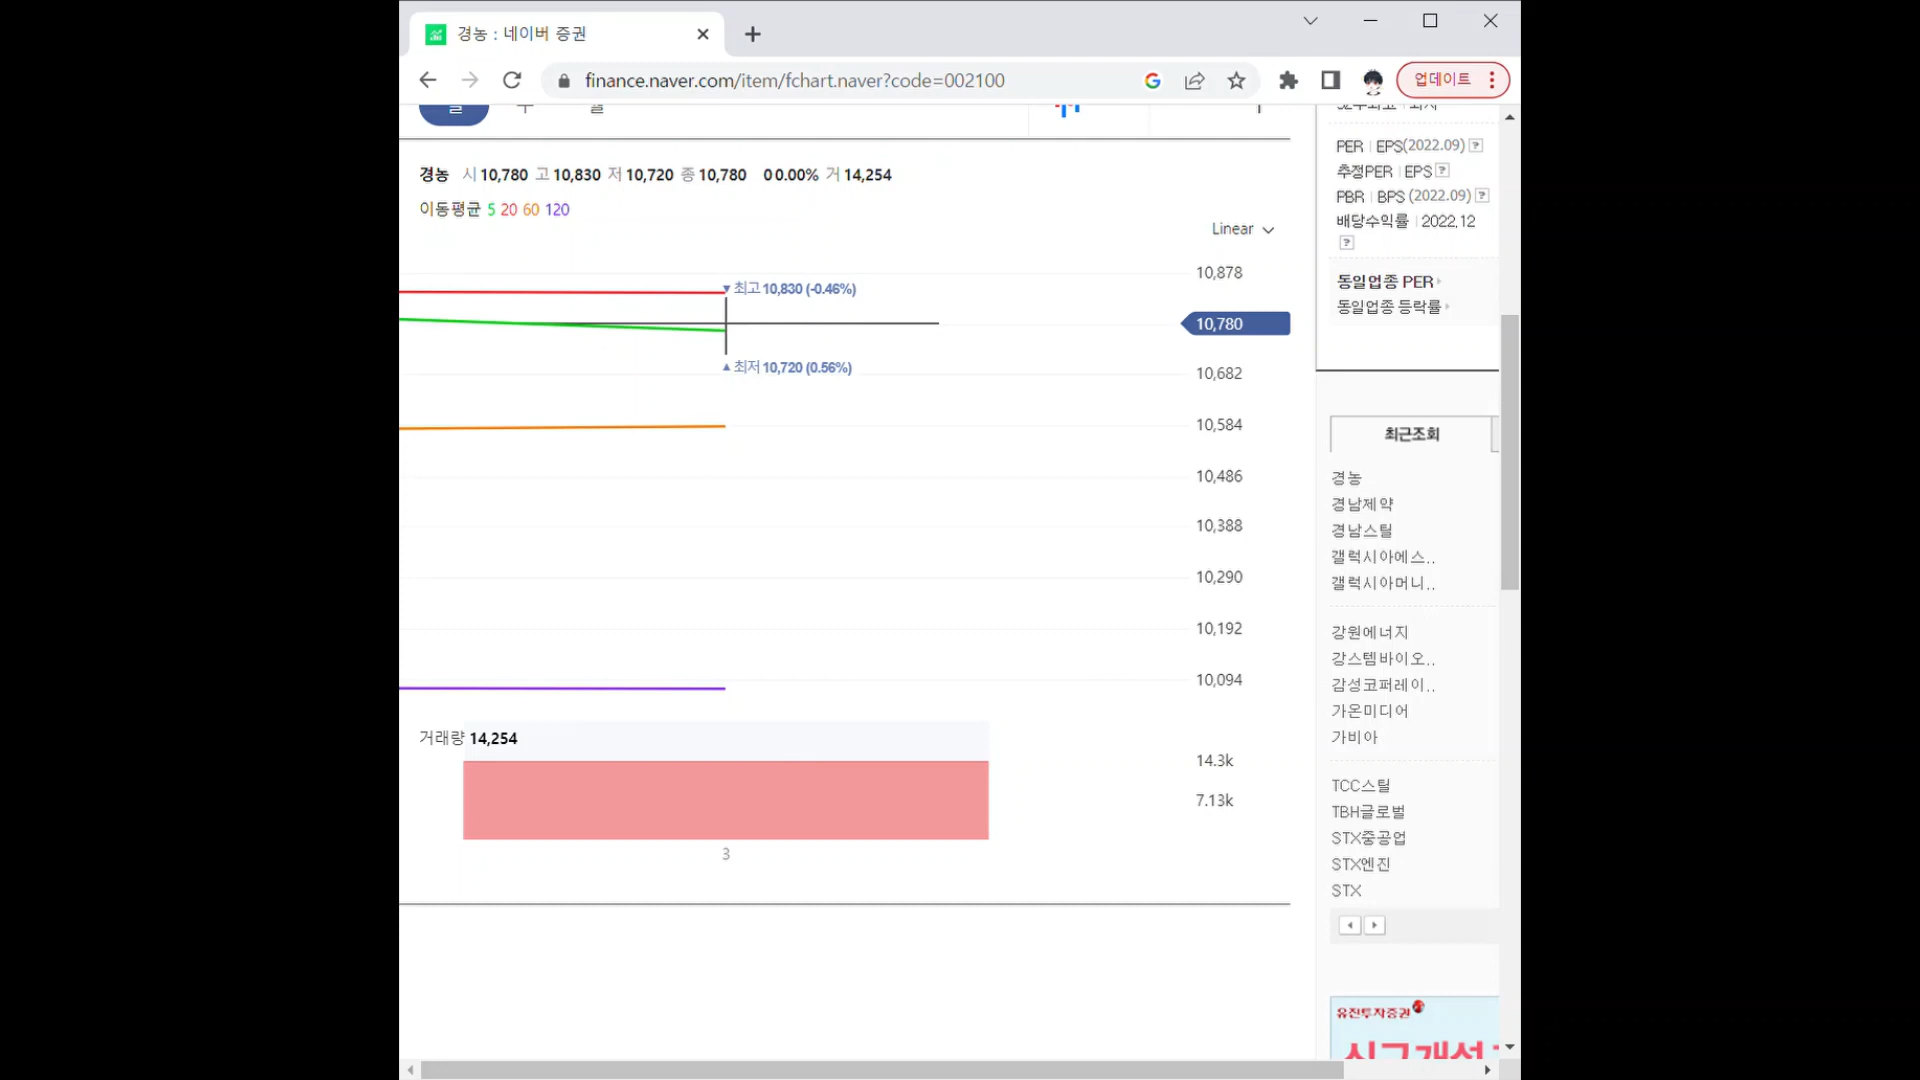 경농 : 네이버 증권
finance.naver.com/item/fchart.naver?code=002100
업데이트
경농 시 10,780 고 10,830 저 10,720 종 10,780 0 0.00% 거 14,254
이동평균 5 20 60 120
Linear
10,878
최고 10,830 (-0.46%)
10,780
최저 10,720 (0.56%)
10,682
10,584
10,486
10,388
10,290
10,192
10,094
거래량 14,254
14.3k
7.13k
3
PER | EPS(2022.09) ?
추정PER | EPS ?
PBR | BPS (2022.09) ?
배당수익률 | 2022.12
?
동일업종 PER
동일업종 등락률
최근조회
경농
경남제약
경남스틸
갤럭시아에스..
갤럭시아머니..
강원에너지
강스템바이오..
감성코퍼레이..
가온미디어
가비아
TCC스틸
TBH글로벌
STX중공업
STX엔진
STX
유진투자증권